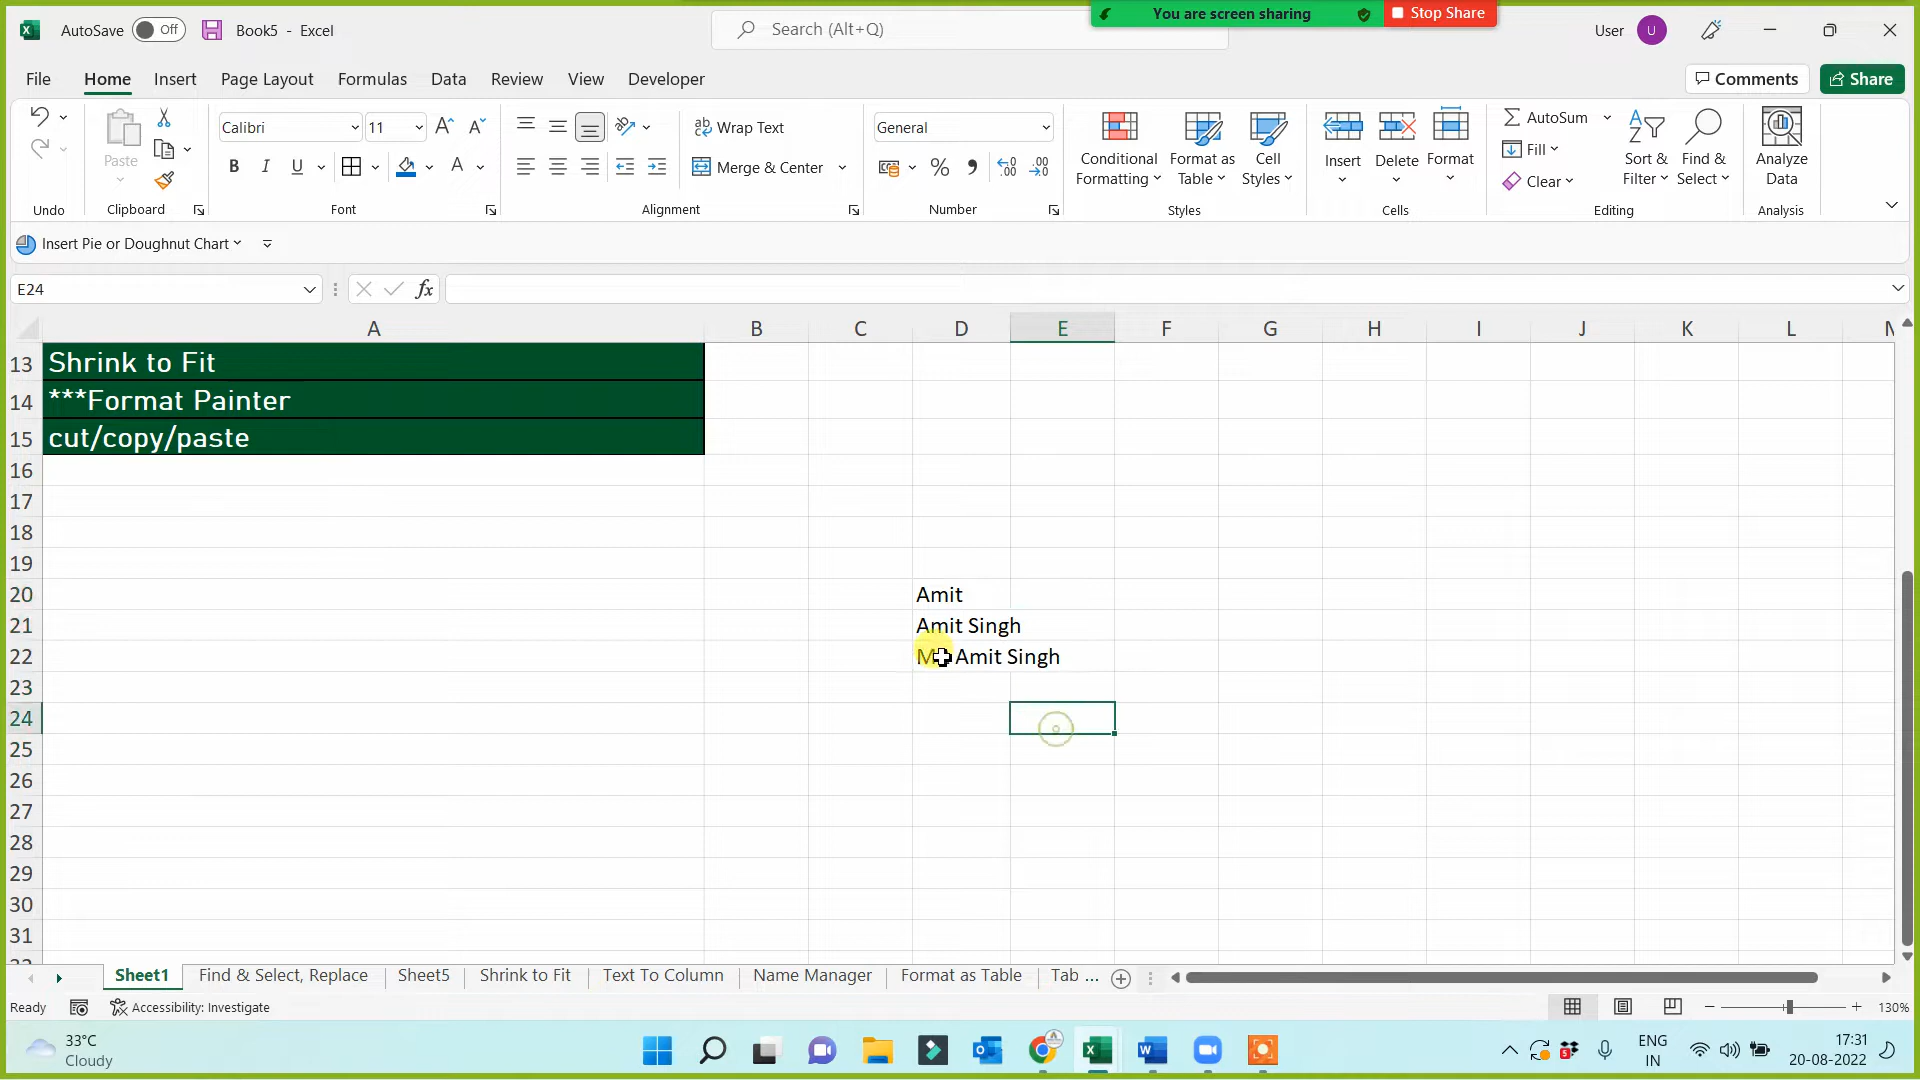 You are screen sharing
Stop Share
AutoSave Off Book5 - Excel
Search (Alt+Q)
User U
File Home Insert Page Layout Formulas Data Review View Developer
Comments Share
Paste
Calibri 11
Wrap Text
General
Merge & Center
Conditional Formatting
Format as Table
Cell Styles
Insert Delete Format
AutoSum
Fill
Clear
Sort & Filter
Find & Select
Analyze Data
Undo Clipboard Font Alignment Number Styles Cells Editing Analysis
Insert Pie or Doughnut Chart
E24
fx
A B C D E F G H I J K L
13 Shrink to Fit
14 ***Format Painter
15 cut/copy/paste
16
17
18
19
20 Amit
21 Amit Singh
22 Amit Singh
23
24
25
26
27
28
29
30
31
Sheet1 Find & Select, Replace Sheet5 Shrink to Fit Text To Column Name Manager Format as Table Tab ...
Ready Accessibility: Investigate 130%
33°C
Cloudy
ENG
IN
17:31
20-08-2022